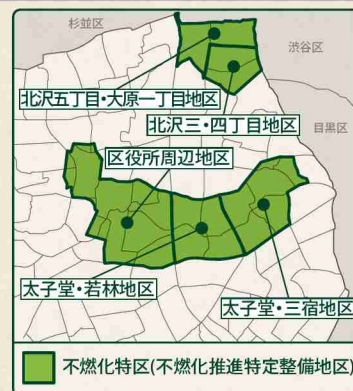 杉並区
渋谷区
北沢五丁目・大原一丁目地区
北沢三・四丁目地区
目黒区
区役所周辺地区
太子堂・若林地区
太子堂・三宿地区
不燃化特区(不燃化推進特定整備地区)